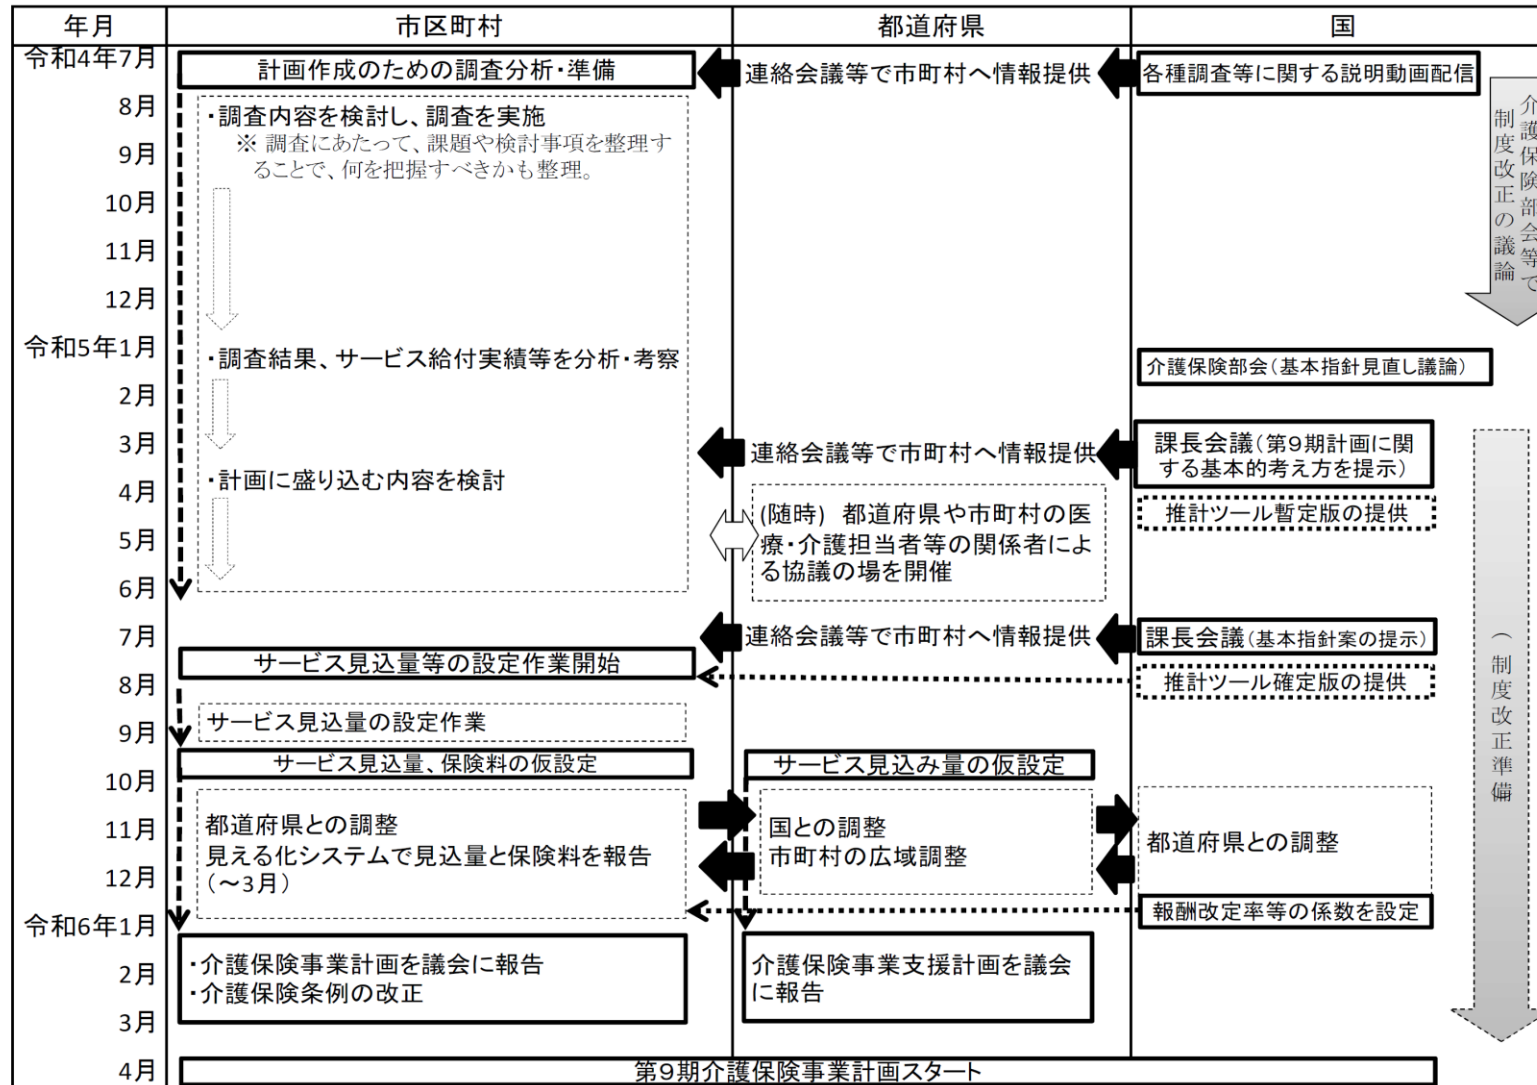 年月
市区町村
都道府県
国
令和4年7月
計画作成のための調査分析・準備
連絡会議等で市町村へ情報提供
各種調査等に関する説明動画配信
8月
・調査内容を検討し、調査を実施
9月
※ 調査にあたって、課題や検討事項を整理す
ることで、何を把握すべきかも整理。
介護保険部会等で
制度改正の議論
10月
11月
12月
令和5年1月
・調査結果、サービス給付実績等を分析・考察
介護保険部会(基本指針見直し議論)
2月
3月
連絡会議等で市町村へ情報提供
課長会議(第9期計画に関
する基本的考え方を提示)
・計画に盛り込む内容を検討
4月
(随時) 都道府県や市町村の医
療・介護担当者等の関係者によ
る協議の場を開催
推計ツール暫定版の提供
5月
6月
7月
連絡会議等で市町村へ情報提供
課長会議(基本指針案の提示)
サービス見込量等の設定作業開始
8月
推計ツール確定版の提供
(制度改正準備
サービス見込量の設定作業
9月
サービス見込量、保険料の仮設定
サービス見込み量の仮設定
10月
都道府県との調整
見える化システムで見込量と保険料を報告
(~3月)
国との調整
市町村の広域調整
都道府県との調整
11月
12月
報酬改定率等の係数を設定
令和6年1月
・介護保険事業計画を議会に報告
・介護保険条例の改正
介護保険事業支援計画を議会
に報告
2月
3月
4月
第9期介護保険事業計画スタート